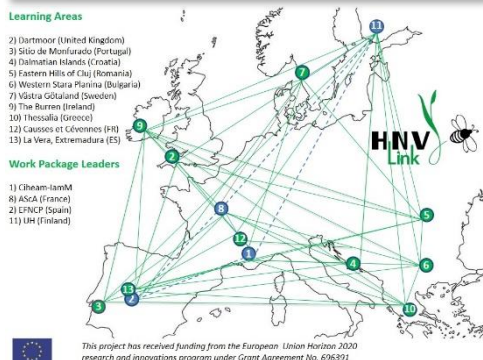 Learning Areas
2) Dartmoor (United Kingdom)
3) Sitio de Monfurado (Portugal)
4) Dalmatian Islands (Croatia)
5) Eastern Hills of Cluj (Romania)
6) Western Stara Planina (Bulgaria)
7) Västra Götaland (Sweden)
9) The Burren (Ireland)
10) Thessalia (Greece)
12) Causses et Cévennes (FR)
13) La Vera, Extremadura (ES)
Work Package Leaders
1) Ciheam-IamM
8) AScA (France)
2) EFNCP (Spain)
11) UH (Finland)
11
7
9
2
8
12
1
5
6
4
13
2
3
10
HNV
Link
This project has received funding from the European Union Horizon 2020
research and innovations program under Grant Agreement No. 696391